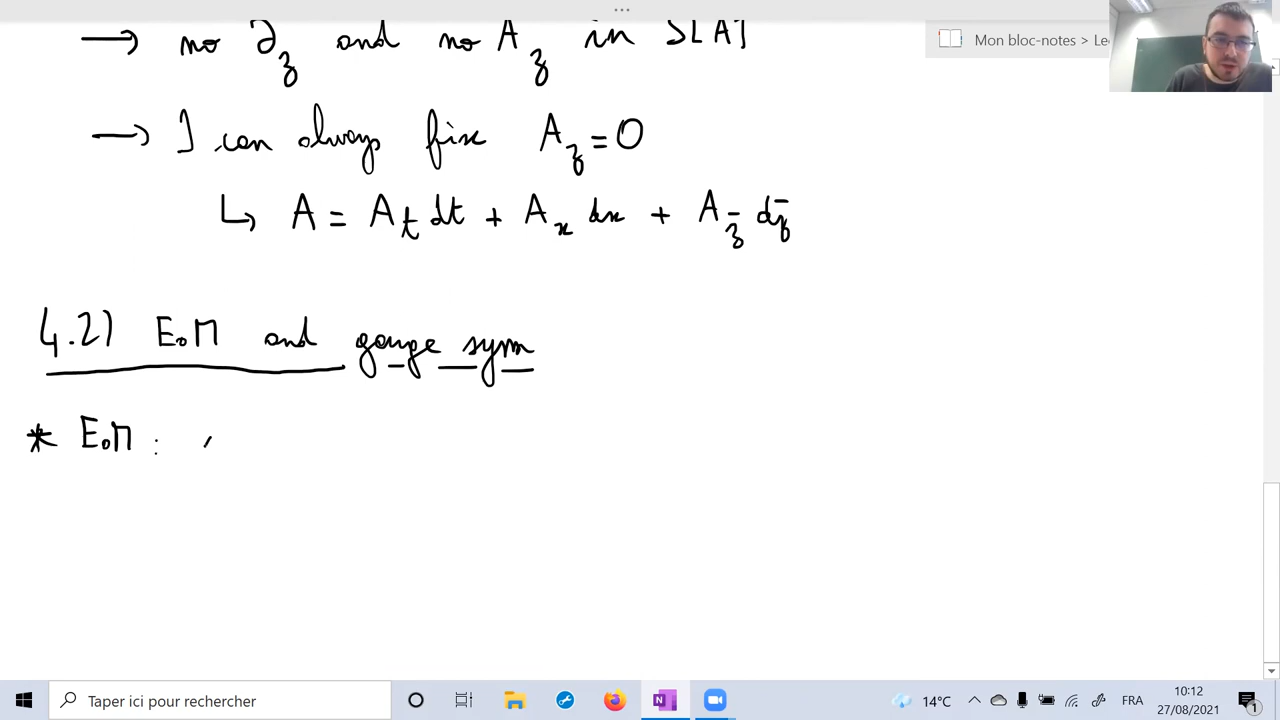 Mon bloc-notes > Le
→ no ∂_z and no A_z in S[A]
→ I can always fix A_z = 0
↳ A = A_t dt + A_x dx + A_z̄ dz̄
4.2) EoM and gauge sym
* EoM :
Taper ici pour rechercher
14°C
FRA
10:12
27/08/2021
1